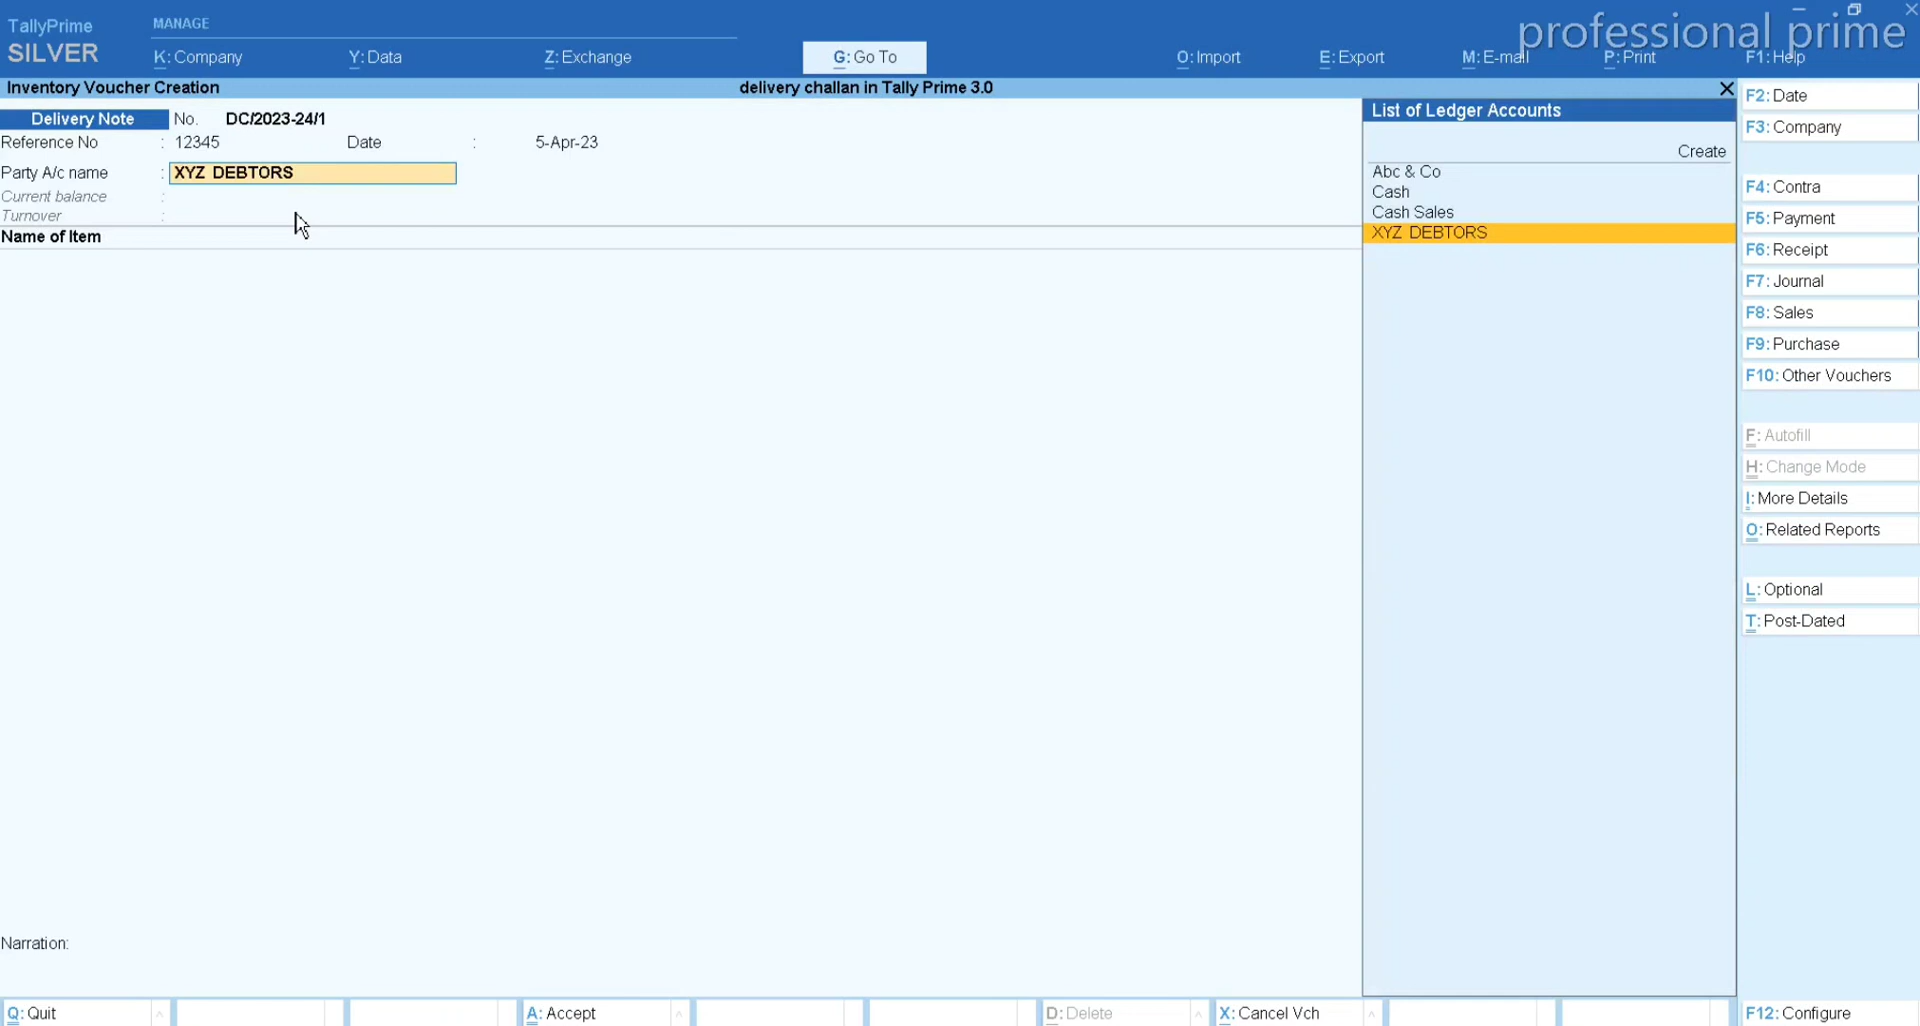 TallyPrime
SILVER
MANAGE
K: Company
Y: Data
Z: Exchange
G: Go To
O: Import
E: Export
M: E-mail
P: Print
F1: Help
professional prime
Inventory Voucher Creation
delivery challan in Tally Prime 3.0
Delivery Note No. DC/2023-24/1
Reference No : 12345 Date : 5-Apr-23
Party A/c name : XYZ DEBTORS
Current balance :
Turnover :
Name of Item
Narration:
List of Ledger Accounts
Create
Abc & Co
Cash
Cash Sales
XYZ DEBTORS
F2: Date
F3: Company
F4: Contra
F5: Payment
F6: Receipt
F7: Journal
F8: Sales
F9: Purchase
F10: Other Vouchers
F: Autofill
H: Change Mode
I: More Details
O: Related Reports
L: Optional
T: Post-Dated
Q: Quit
A: Accept
D: Delete
X: Cancel Vch
F12: Configure